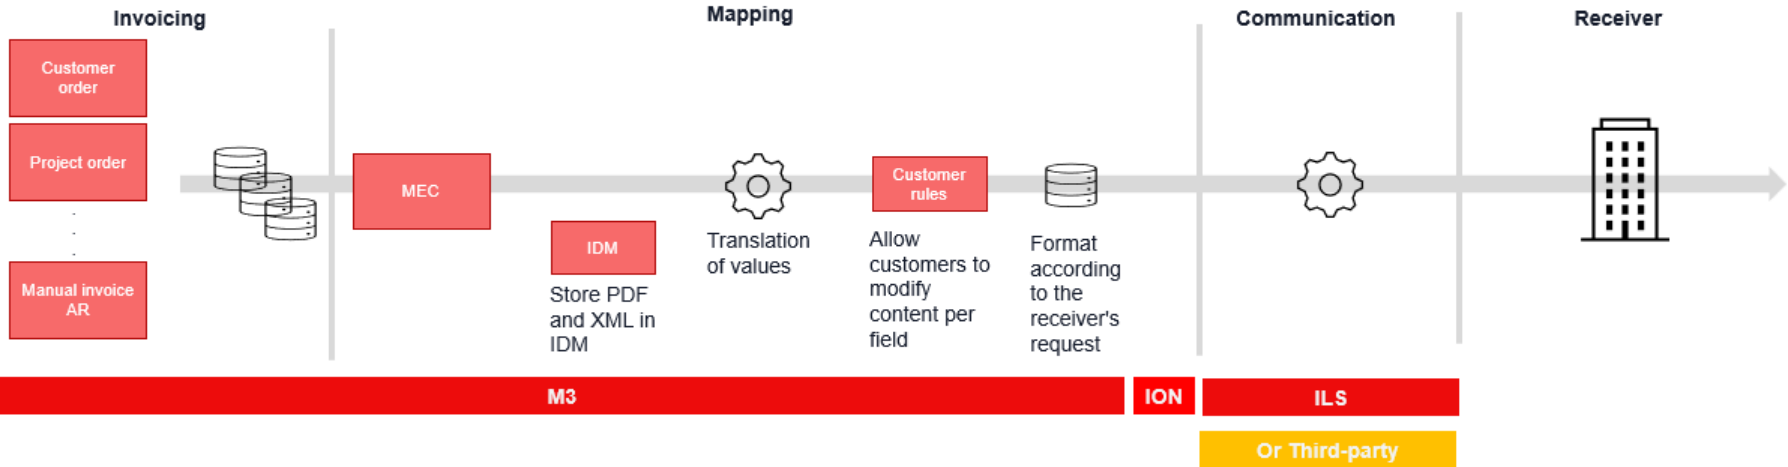 Invoicing
Mapping
Communication
Receiver
Customer
order
Project order
Manual invoice
AR
MEC
IDM
Store PDF
and XML in
IDM
Translation
of values
Customer
rules
Allow
customers to
modify
content per
field
Format
according
to the
receiver's
request
M3
ION
ILS
Or Third-party